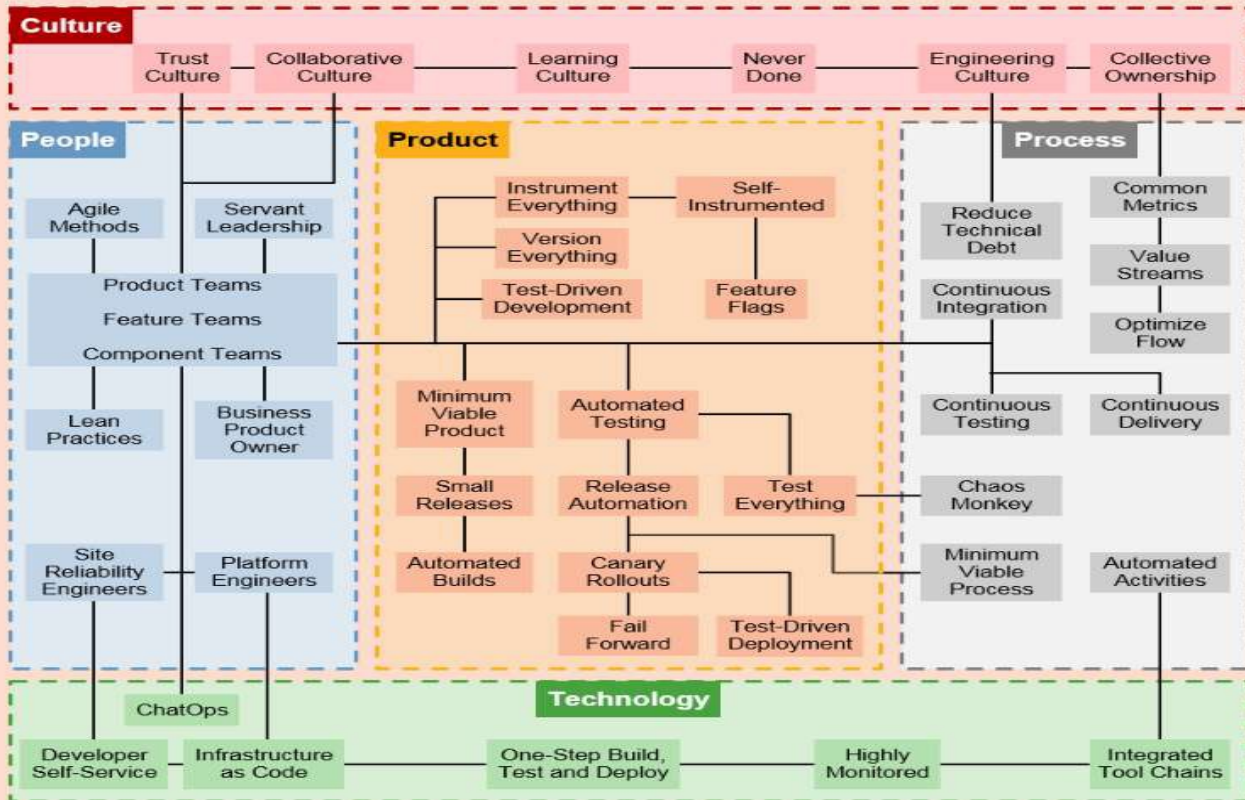 Culture
Trust
Culture
Collaborative
Culture
Learning
Culture
Never
Done
Engineering
Culture
Collective
Ownership
People
Agile
Methods
Servant
Leadership
Product Teams
Feature Teams
Component Teams
Lean
Practices
Business
Product
Owner
Site
Reliability
Engineers
Platform
Engineers
Product
Instrument
Everything
Self-
Instrumented
Version
Everything
Test-Driven
Development
Feature
Flags
Minimum
Viable
Product
Automated
Testing
Small
Releases
Release
Automation
Test
Everything
Automated
Builds
Canary
Rollouts
Fail
Forward
Test-Driven
Deployment
Process
Reduce
Technical
Debt
Common
Metrics
Value
Streams
Continuous
Integration
Optimize
Flow
Continuous
Testing
Continuous
Delivery
Chaos
Monkey
Minimum
Viable
Process
Automated
Activities
Technology
ChatOps
Developer
Self-Service
Infrastructure
as Code
One-Step Build,
Test and Deploy
Highly
Monitored
Integrated
Tool Chains